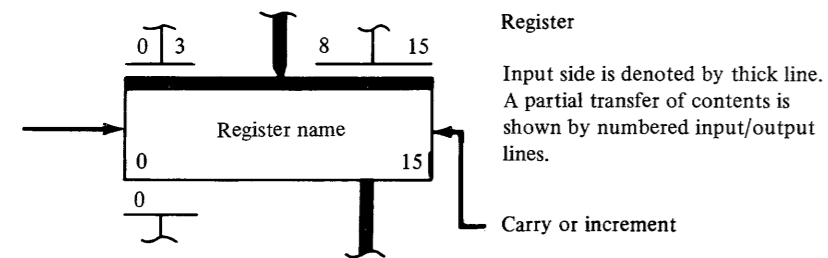 Register
0 3 8 15
Input side is denoted by thick line.
A partial transfer of contents is
shown by numbered input/output
lines.
Register name
0 15
0
Carry or increment